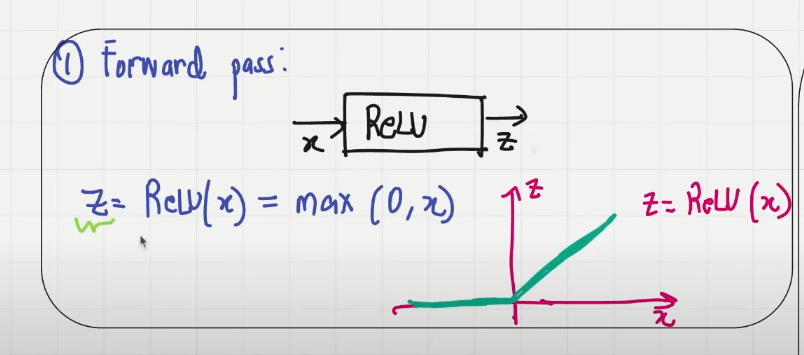 ① Forward pass:
x ReLU z
z = ReLU(x) = max (0, x)
z
z = ReLU(x)
x